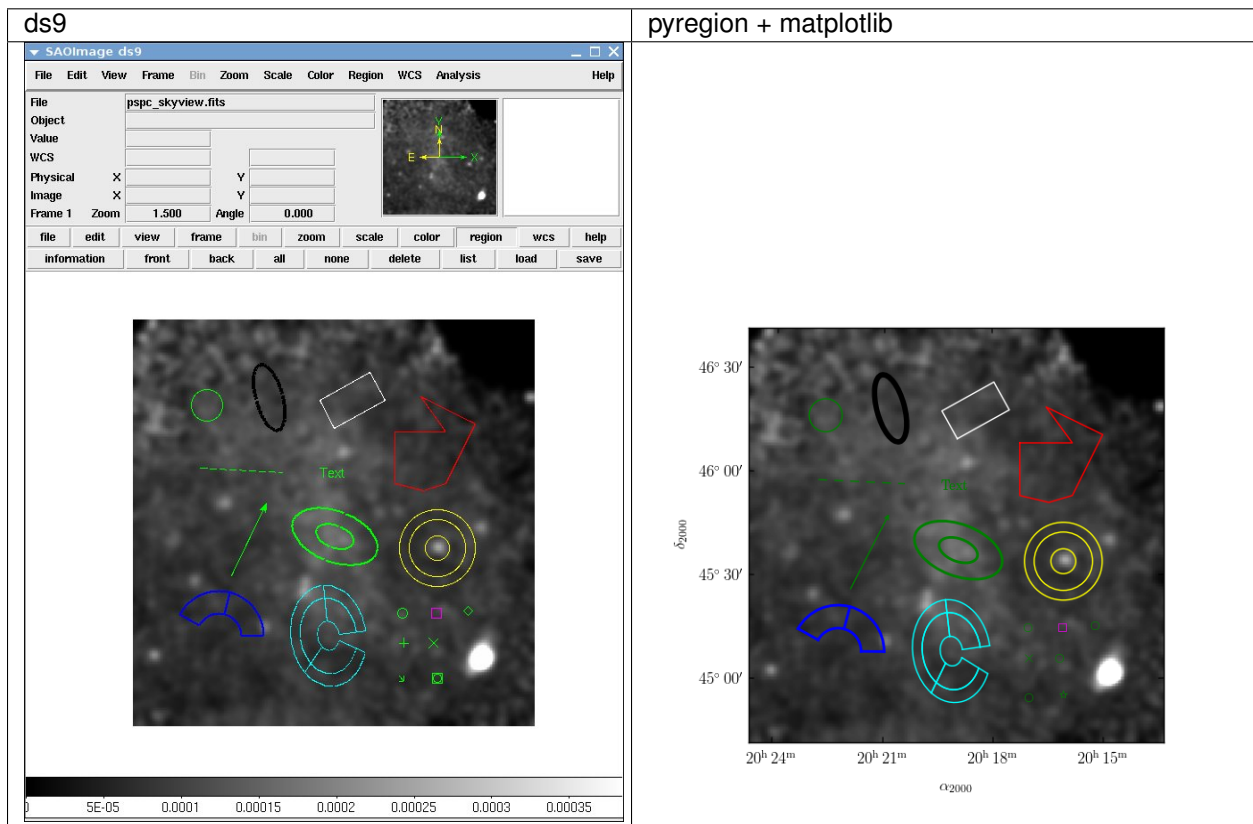 ds9
pyregion + matplotlib
SAOImage ds9
File Edit View Frame Bin Zoom Scale Color Region WCS Analysis Help
File pspc_skyview.fits
Object
Value
WCS
Physical X Y
Image X Y
Frame 1 Zoom 1.500 Angle 0.000
Y
N
E X
file edit view frame bin zoom scale color region wcs help
information front back all none delete list load save
Text
0 5E-05 0.0001 0.00015 0.0002 0.00025 0.0003 0.00035
46° 30′
46° 00′
45° 30′
45° 00′
δ2000
Text
20h 24m 20h 21m 20h 18m 20h 15m
α2000